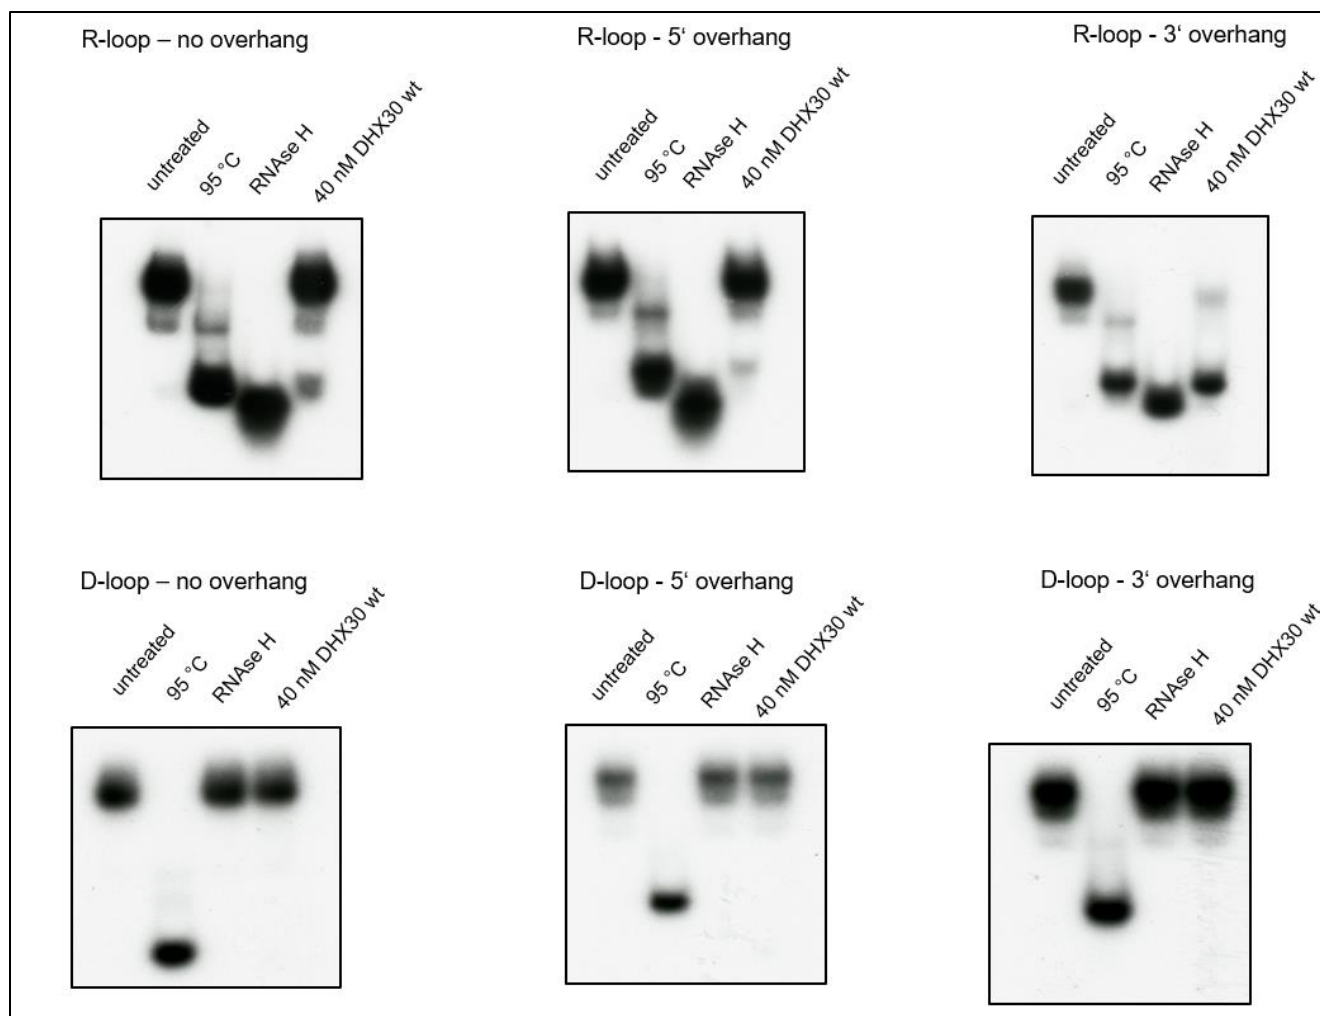 R-loop – no overhang
R-loop - 5‘ overhang
R-loop - 3‘ overhang
untreated
95 °C
RNAse H
40 nM DHX30 wt
untreated
95 °C
RNAse H
40 nM DHX30 wt
untreated
95 °C
RNAse H
40 nM DHX30 wt
D-loop – no overhang
D-loop - 5‘ overhang
D-loop - 3‘ overhang
untreated
95 °C
RNAse H
40 nM DHX30 wt
untreated
95 °C
RNAse H
40 nM DHX30 wt
untreated
95 °C
RNAse H
40 nM DHX30 wt